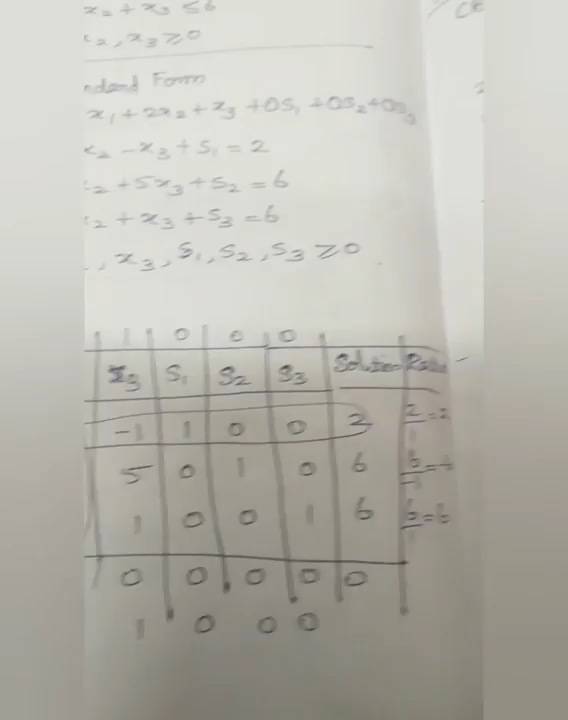 x₂ + x₃ ≤ 6
x₂, x₃ ≥ 0
ndard Form
x₁ + 2x₂ + x₃ + 0S₁ + 0S₂ + 0S₃
x₂ - x₃ + S₁ = 2
x₂ + 5x₃ + S₂ = 6
x₂ + x₃ + S₃ = 6
, x₃, S₁, S₂, S₃ ≥ 0
1 0 0 0
x₃ S₁ S₂ S₃ Solution Ratio
-1 1 0 0 2 2/1 = 2
5 0 1 0 6 6/-1 =
1 0 0 1 6 6/1 = 6
0 0 0 0 0
1 0 0 0